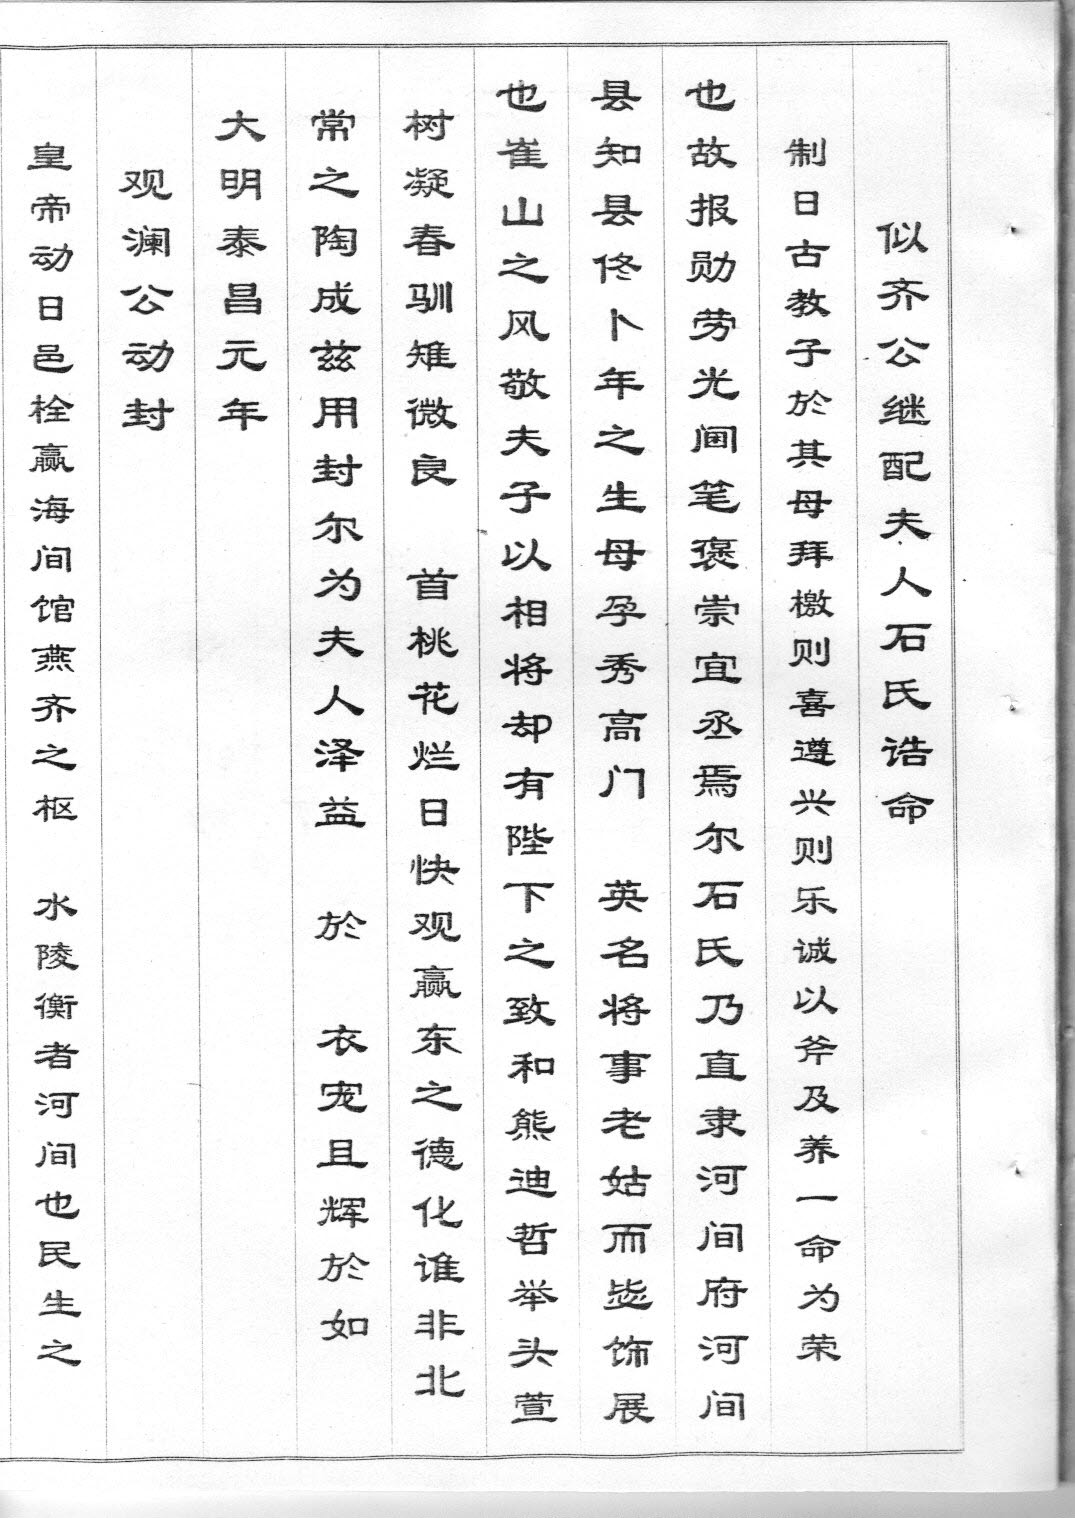 似齐公继配夫人石氏诰命
制日古教子於其母拜檄则喜遵兴则乐诚以斧及养一命为荣
也故报勋劳光阃笔褒崇宜丞焉尔石氏乃直隶河间府河间
县知县佟卜年之生母孕秀高门 英名将事老姑而毖饰展
也崔山之风敬夫子以相将却有陛下之致和熊迪哲举头萱
树凝春驯雉微良 首桃花烂日快观赢东之德化谁非北
常之陶成兹用封尔为夫人泽益 於 衣宠且辉於如
大明泰昌元年
观澜公动封
皇帝动日邑栓赢海间馆燕齐之枢 水陵衡者河间也民生之